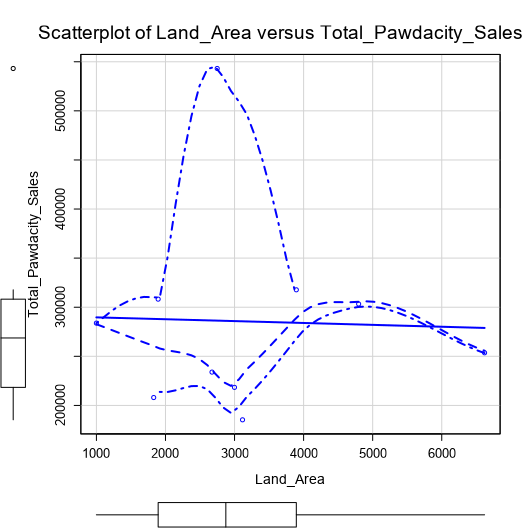 Scatterplot of Land_Area versus Total_Pawdacity_Sales
Total_Pawdacity_Sales
500000
400000
300000
200000
1000 2000 3000 4000 5000 6000
Land_Area